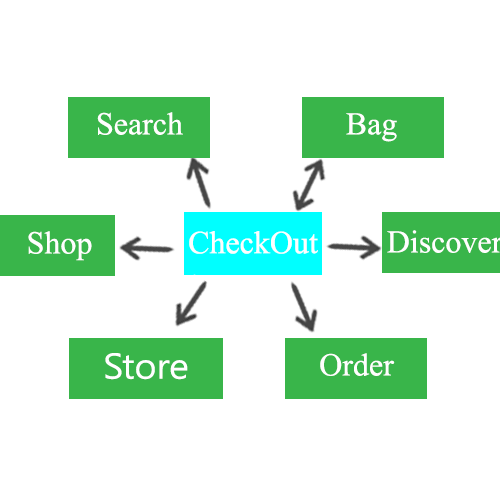 Search
Bag
Shop
CheckOut
Discover
Store
Order